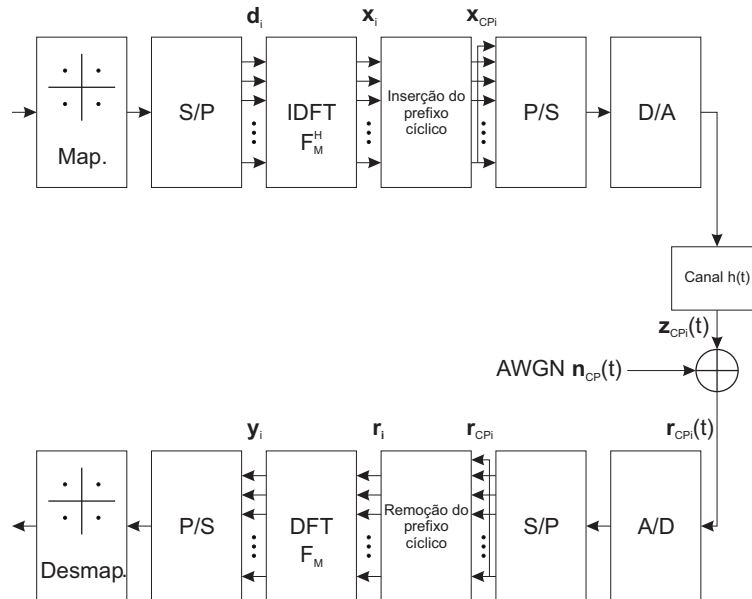 d_i
x_i
x_CPi
Map.
S/P
IDFT
F_M^H
Inserção do
prefixo
cíclico
P/S
D/A
Canal h(t)
z_CPi(t)
AWGN n_CP(t)
r_CPi(t)
y_i
r_i
r_CPi
Desmap.
P/S
DFT
F_M
Remoção do
prefixo
cíclico
S/P
A/D